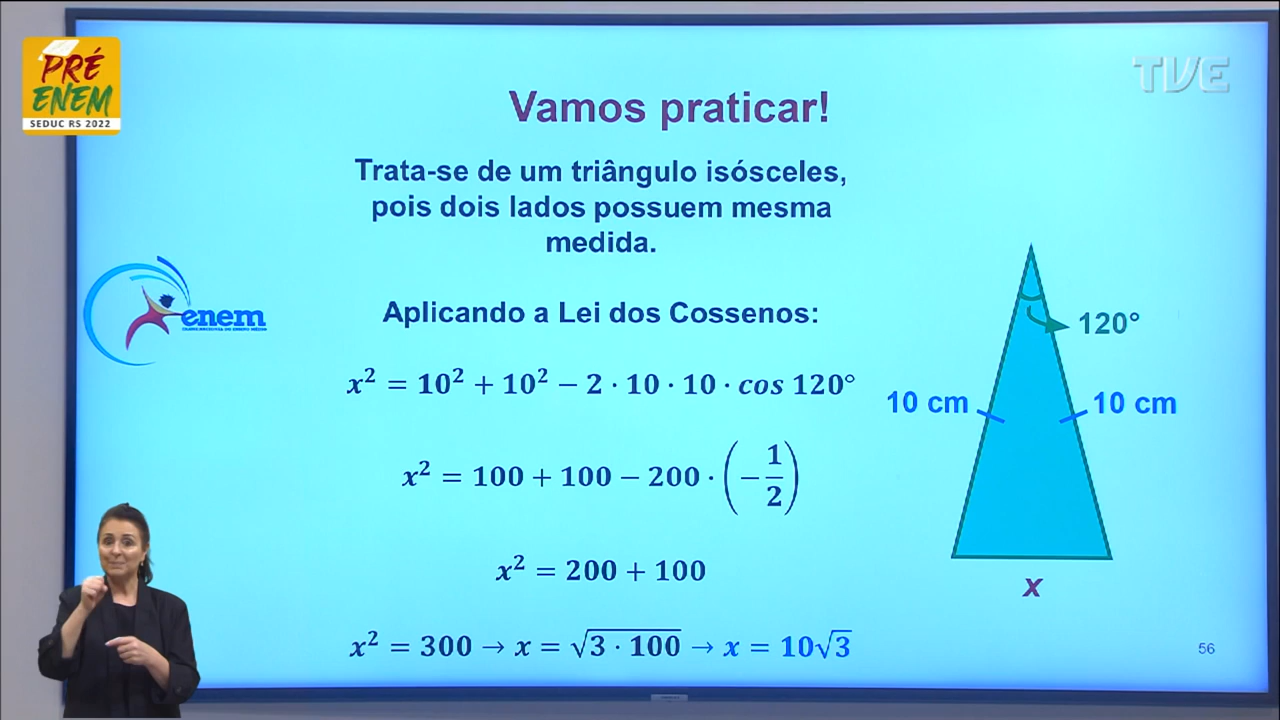 PRÉ
ENEM
SEDUC RS 2022
TVE
Vamos praticar!
Trata-se de um triângulo isósceles,
pois dois lados possuem mesma
medida.
enem
Aplicando a Lei dos Cossenos:
x² = 10² + 10² − 2 · 10 · 10 · cos 120°
x² = 100 + 100 − 200 · (−1/2)
x² = 200 + 100
x² = 300 → x = √(3 · 100) → x = 10√3
120°
10 cm
10 cm
x
56